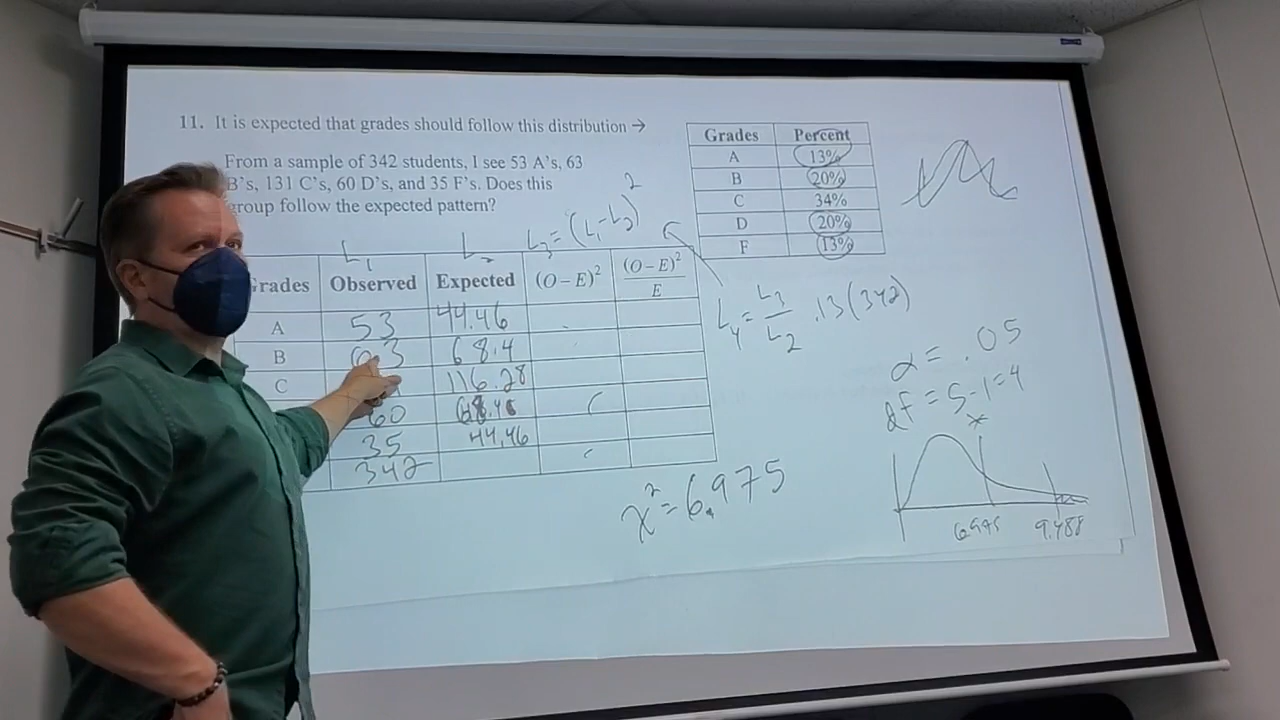 11. It is expected that grades should follow this distribution →
From a sample of 342 students, I see 53 A's, 63
B's, 131 C's, 60 D's, and 35 F's. Does this
group follow the expected pattern?
Grades Percent
A 13%
B 20%
C 34%
D 20%
F 13%
L₁ L₂ L₃ = (L₁-L₂)²
Grades Observed Expected (O – E)² (O – E)²/E
A 53 44.46
B 63 68.4
C 116.28
60
35 44.46
342
L₄ = L₃/L₂ .13(342)
α = .05
df = 5-1=4
χ² = 6.975
6.975 9.488